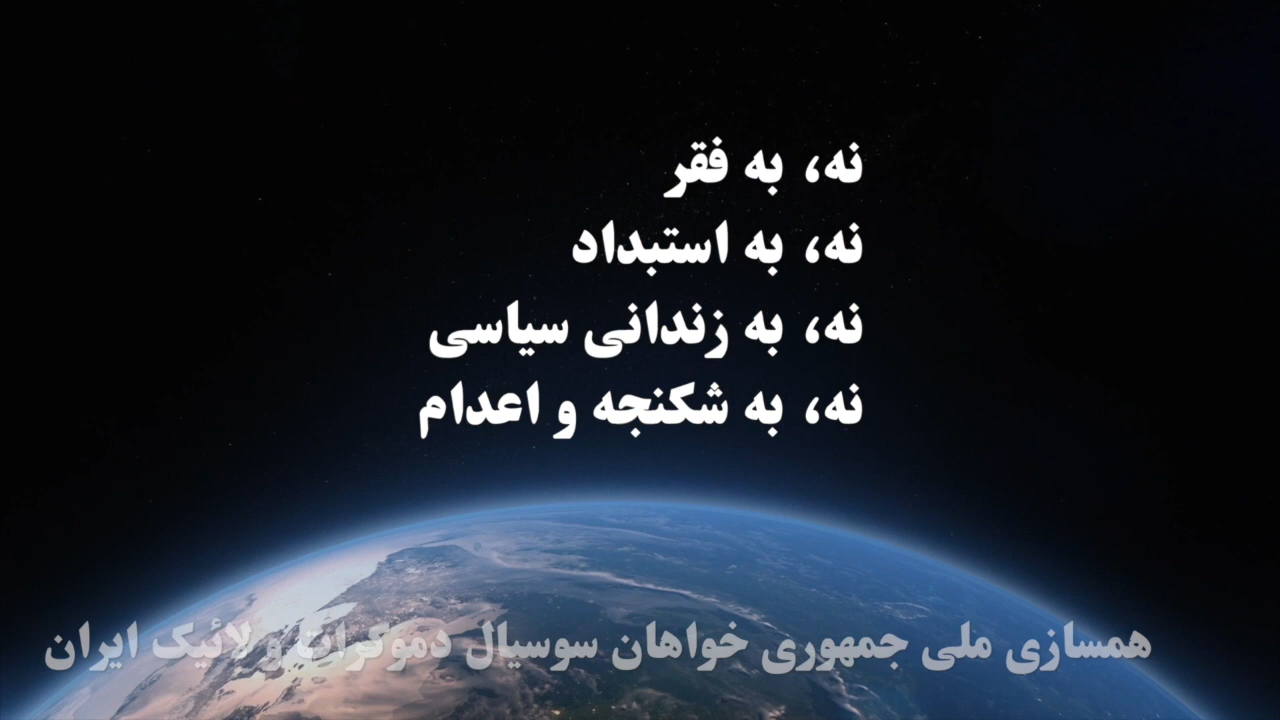 نه، به فقر
نه، به استبداد
نه، به زندانی سیاسی
نه، به شکنجه و اعدام
همسازی ملی جمهوری خواهان سوسیال دموکرات و لائیک ایران